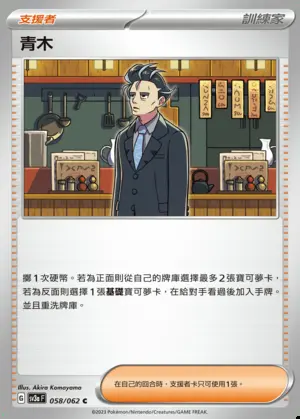 支援者
訓練家
青木
擲1次硬幣。若為正面則從自己的牌庫選擇最多2張寶可夢卡，
若為反面則選擇1張基礎寶可夢卡，在給對手看過後加入手牌。
並且重洗牌庫。
Illus. Akira Komayama
G SV3a F 058/062 C
在自己的回合時，支援者卡只可使用1張。
©2023 Pokémon/Nintendo/Creatures/GAME FREAK.